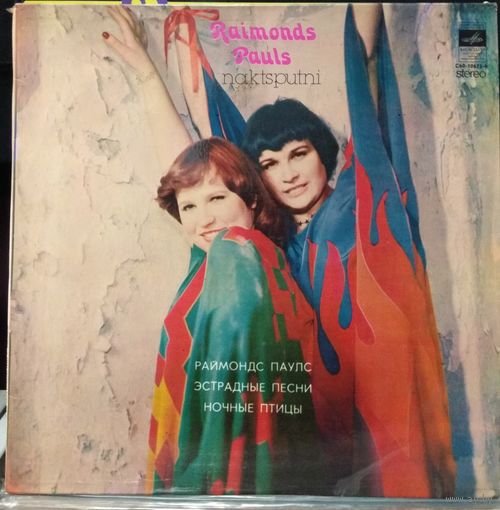 Raimonds
Pauls
naktsputni
stereo
РАЙМОНДС ПАУЛС
ЭСТРАДНЫЕ ПЕСНИ
НОЧНЫЕ ПТИЦЫ